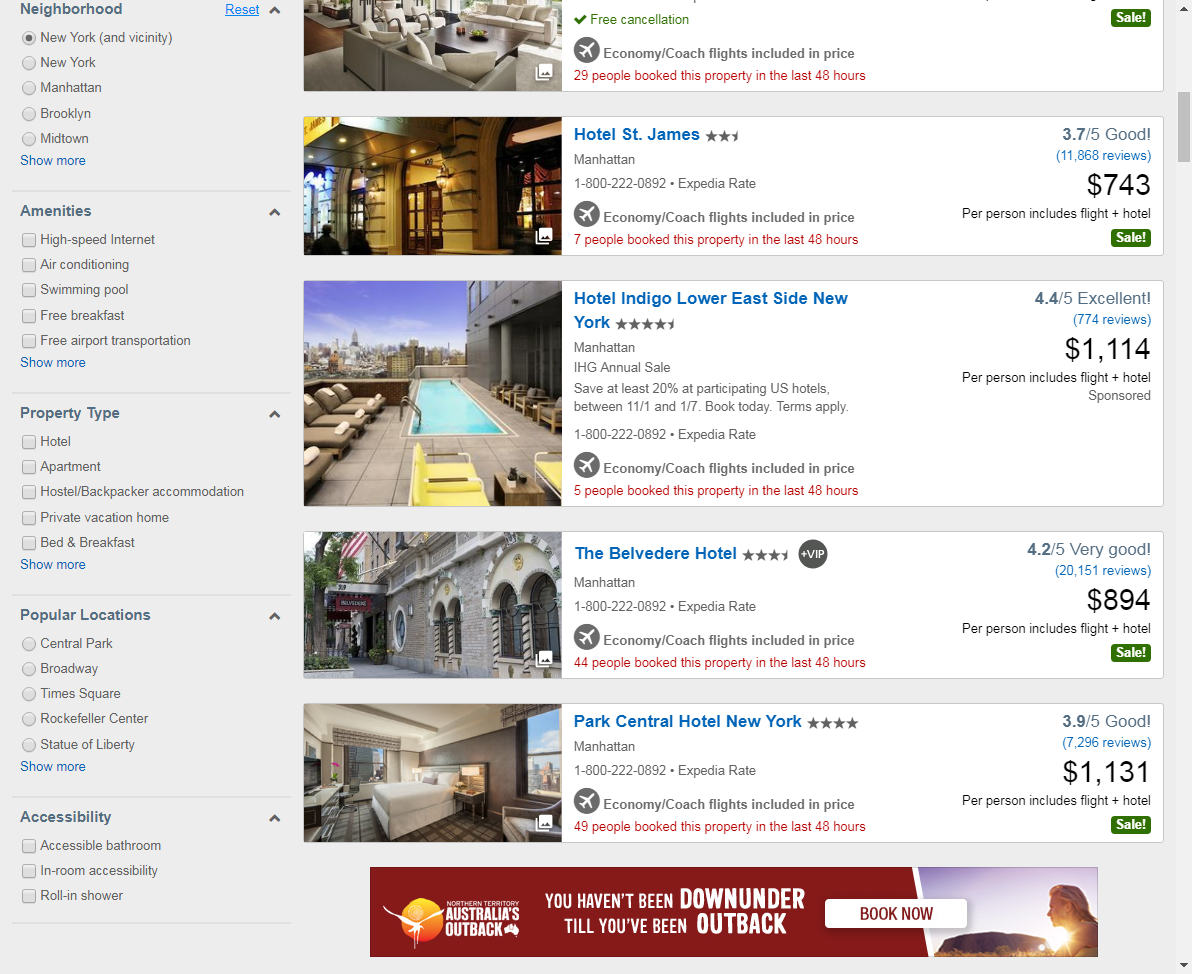 Neighborhood
Reset
New York (and vicinity)
New York
Manhattan
Brooklyn
Midtown
Show more
Amenities
High-speed Internet
Air conditioning
Swimming pool
Free breakfast
Free airport transportation
Show more
Property Type
Hotel
Apartment
Hostel/Backpacker accommodation
Private vacation home
Bed & Breakfast
Show more
Popular Locations
Central Park
Broadway
Times Square
Rockefeller Center
Statue of Liberty
Show more
Accessibility
Accessible bathroom
In-room accessibility
Roll-in shower
Free cancellation
Economy/Coach flights included in price
29 people booked this property in the last 48 hours
Sale!
Hotel St. James
Manhattan
1-800-222-0892 • Expedia Rate
Economy/Coach flights included in price
7 people booked this property in the last 48 hours
3.7/5 Good!
(11,868 reviews)
$743
Per person includes flight + hotel
Sale!
Hotel Indigo Lower East Side New
York
Manhattan
IHG Annual Sale
Save at least 20% at participating US hotels,
between 11/1 and 1/7. Book today. Terms apply.
1-800-222-0892 • Expedia Rate
Economy/Coach flights included in price
5 people booked this property in the last 48 hours
4.4/5 Excellent!
(774 reviews)
$1,114
Per person includes flight + hotel
Sponsored
BELVEDERE
The Belvedere Hotel
+VIP
Manhattan
1-800-222-0892 • Expedia Rate
Economy/Coach flights included in price
44 people booked this property in the last 48 hours
4.2/5 Very good!
(20,151 reviews)
$894
Per person includes flight + hotel
Sale!
Park Central Hotel New York
Manhattan
1-800-222-0892 • Expedia Rate
Economy/Coach flights included in price
49 people booked this property in the last 48 hours
3.9/5 Good!
(7,296 reviews)
$1,131
Per person includes flight + hotel
Sale!
NORTHERN TERRITORY
AUSTRALIA'S
OUTBACK
YOU HAVEN'T BEEN DOWNUNDER
TILL YOU'VE BEEN OUTBACK
BOOK NOW